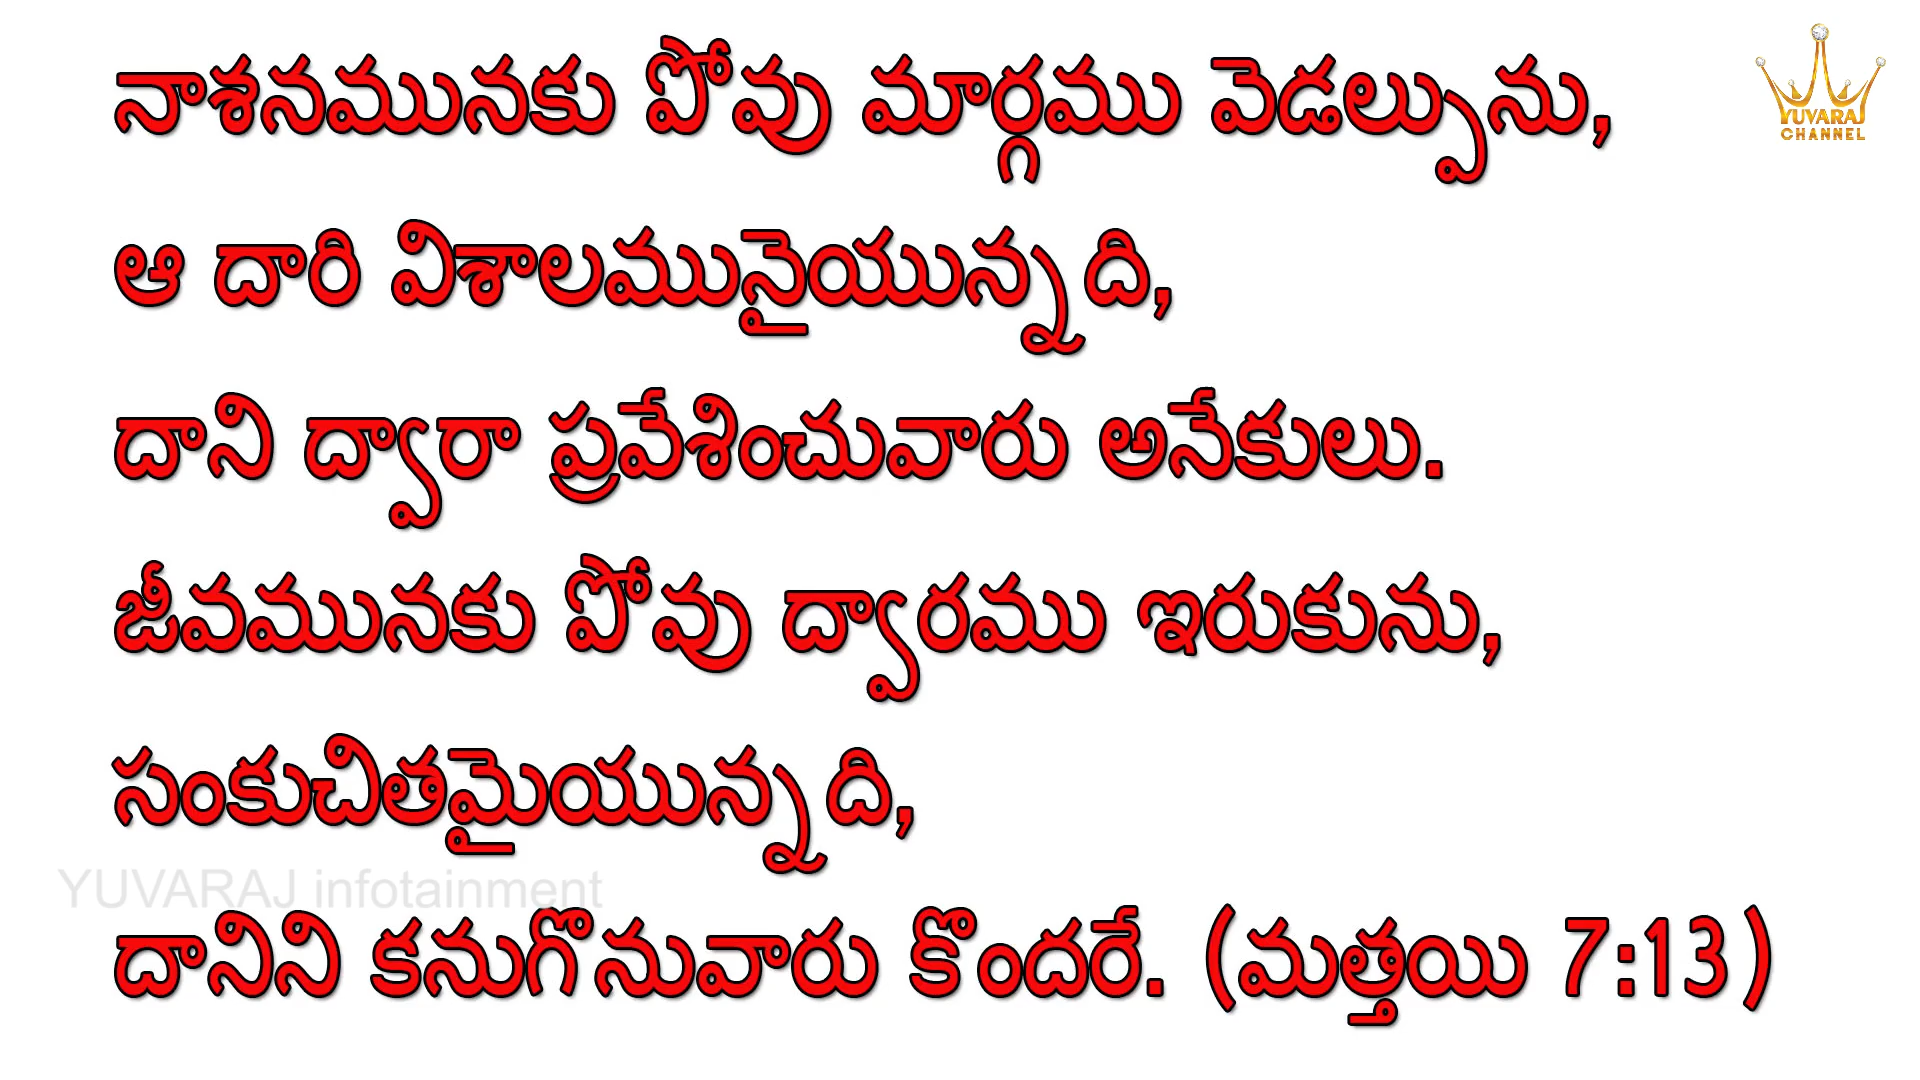 నాశనమునకు పోవు మార్గము వెడల్పును,
YUVARAJ
CHANNEL
ఆ దారి విశాలమునైయున్నది,
దాని ద్వారా ప్రవేశించువారు అనేకులు.
జీవమునకు పోవు ద్వారము ఇరుకును,
సంకుచితమైయున్నది,
YUVARAJ infotainment
దానిని కనుగొనువారు కొందరే. (మత్తయి 7:13)